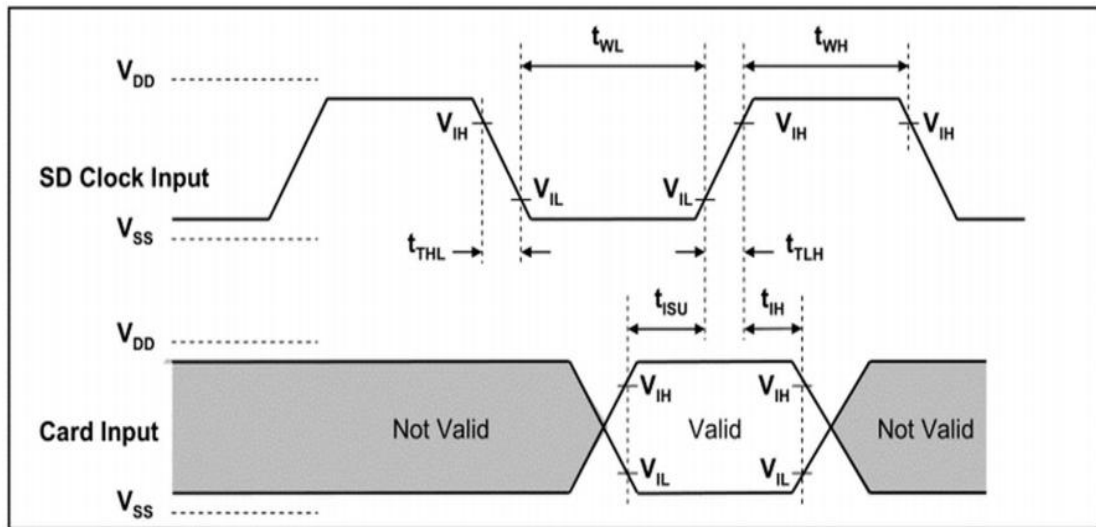 t_WL
t_WH
V_DD
V_IH
V_IH
V_IH
SD Clock Input
V_IL
V_IL
V_SS
t_THL
t_TLH
t_ISU
t_IH
V_DD
V_IH
V_IH
Card Input
Not Valid
Valid
Not Valid
V_IL
V_IL
V_SS